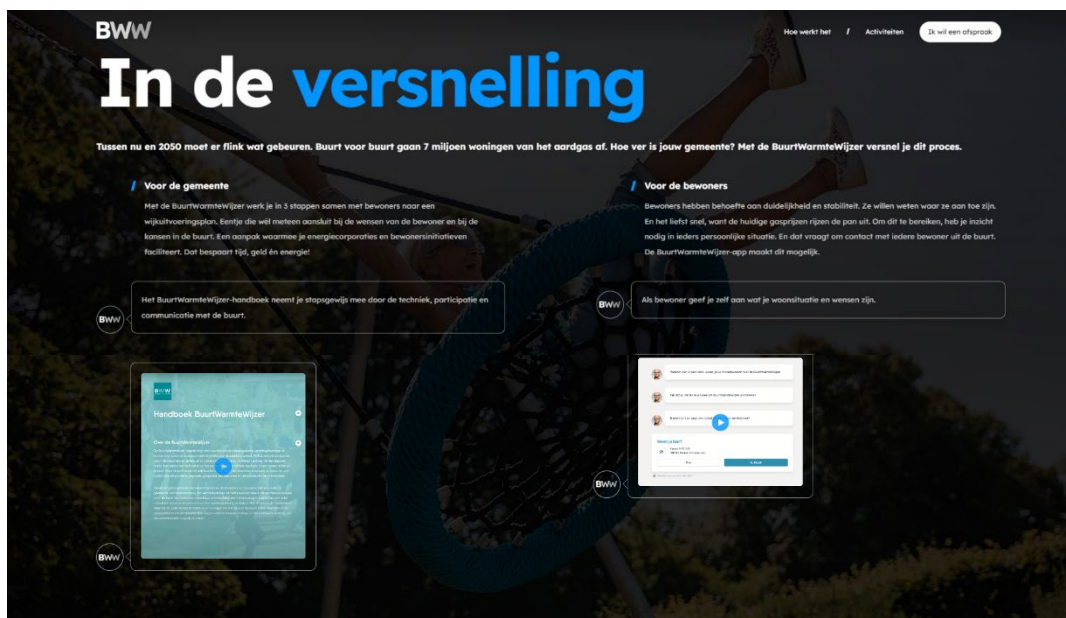 BWW
Hoe werkt het / Activiteiten Ik wil een afspraak
In de versnelling
Tussen nu en 2050 moet er flink wat gebeuren. Buurt voor buurt gaan 7 miljoen woningen van het aardgas af. Hoe ver is jouw gemeente? Met de BuurtWarmteWijzer versnel je dit proces.
/ Voor de gemeente
Met de BuurtWarmteWijzer werk je in 3 stappen samen met bewoners naar een
wijkuitvoeringsplan. Eentje die wél meteen aansluit bij de wensen van de bewoner en bij de
kansen in de buurt. Een aanpak waarmee je energiecorporaties en bewonersinitiatieven
faciliteert. Dat bespaart tijd, geld én energie!
BWW
Het BuurtWarmteWijzer-handboek neemt je stapsgewijs mee door de techniek, participatie en
communicatie met de buurt.
BWW
Handboek BuurtWarmteWijzer
Over de BuurtWarmteWijzer
BWW
/ Voor de bewoners
Bewoners hebben behoefte aan duidelijkheid en stabiliteit. Ze willen weten waar ze aan toe zijn.
En het liefst snel, want de huidige gasprijzen rijzen de pan uit. Om dit te bereiken, heb je inzicht
nodig in ieders persoonlijke situatie. En dat vraagt om contact met iedere bewoner uit de buurt.
De BuurtWarmteWijzer-app maakt dit mogelijk.
BWW
Als bewoner geef je zelf aan wat je woonsituatie en wensen zijn.
BWW